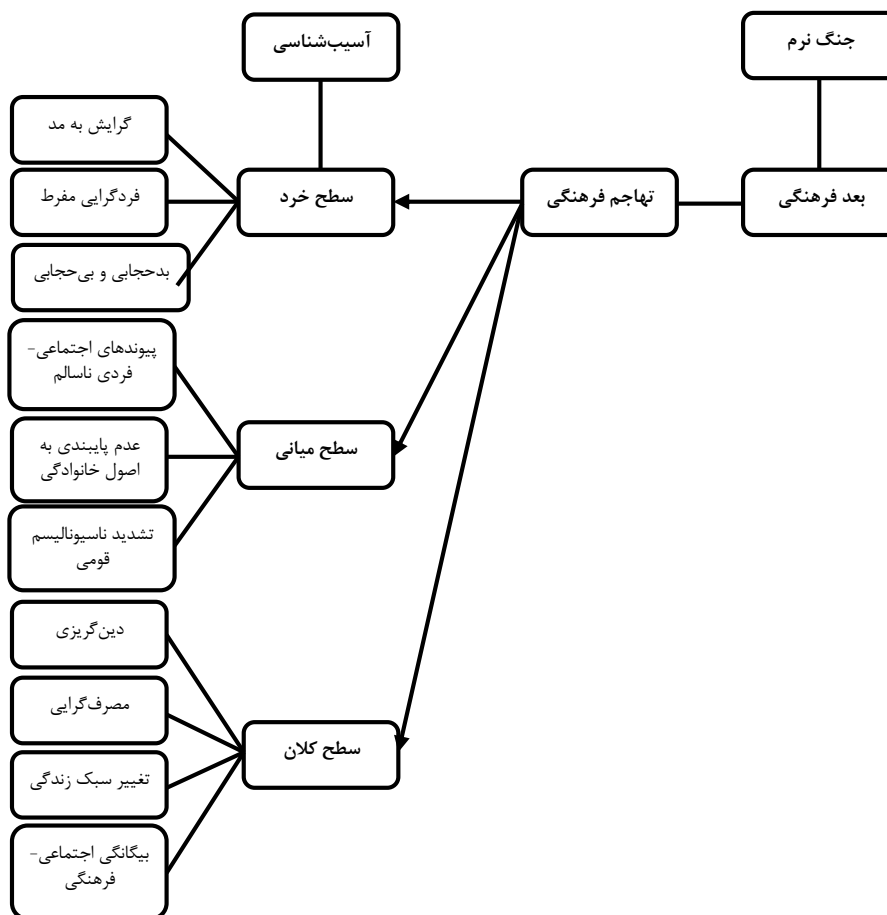 جنگ نرم
آسیب‌شناسی
بعد فرهنگی
تهاجم فرهنگی
سطح خرد
گرایش به مد
فردگرایی مفرط
بدحجابی و بی‌حجابی
سطح میانی
پیوندهای اجتماعی-
فردی ناسالم
عدم پایبندی به
اصول خانوادگی
تشدید ناسیونالیسم
قومی
سطح کلان
دین‌گریزی
مصرف‌گرایی
تغییر سبک زندگی
بیگانگی اجتماعی-
فرهنگی